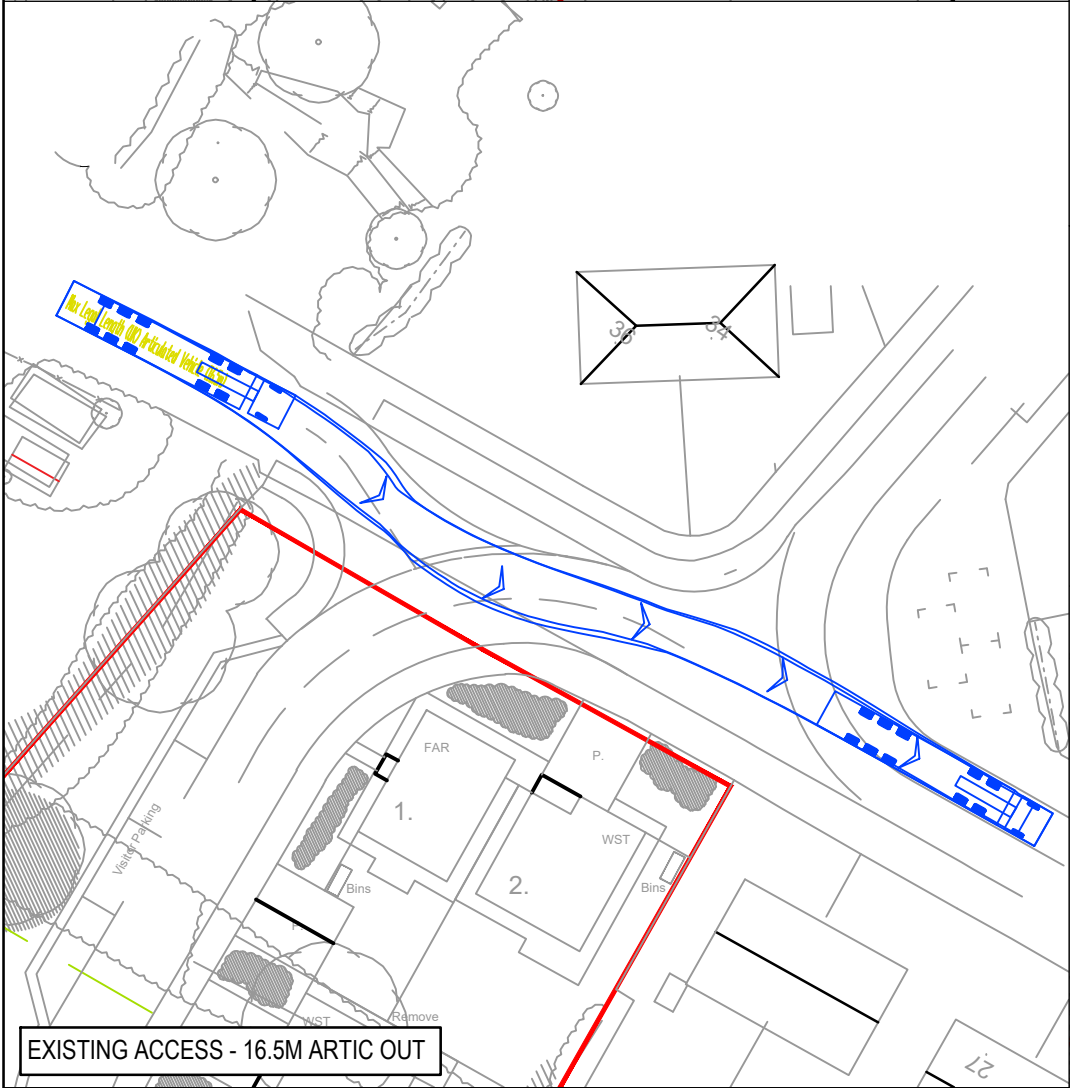 Max Legal Length (UK) Articulated Vehicle (16.5m)
36
34
FAR
P.
1.
WST
2.
Visitor Parking
Bins
Bins
WST
Remove
EXISTING ACCESS - 16.5M ARTIC OUT
27.